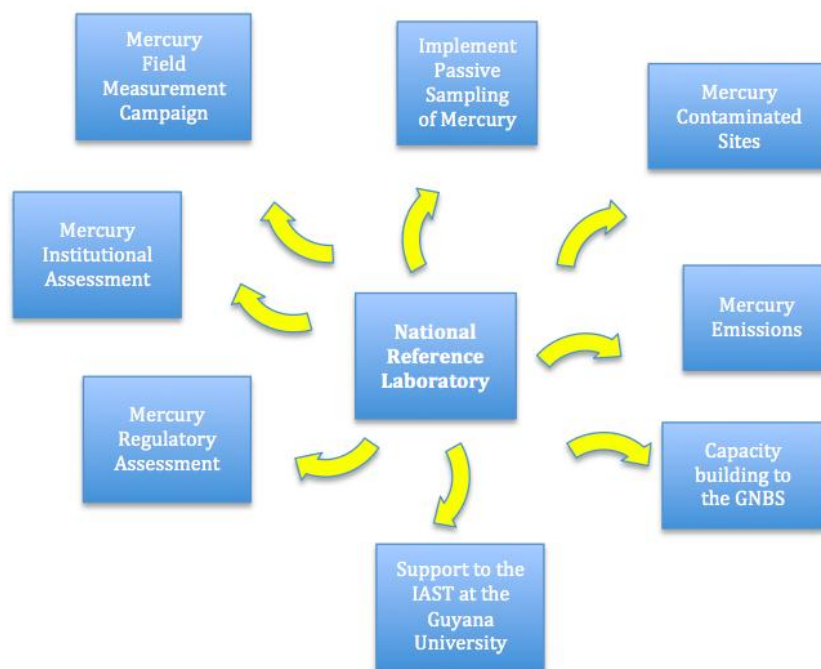 Mercury
Field
Measurement
Campaign
Implement
Passive
Sampling
of Mercury
Mercury
Contaminated
Sites
Mercury
Institutional
Assessment
National
Reference
Laboratory
Mercury
Emissions
Mercury
Regulatory
Assessment
Capacity
building to
the GNBS
Support to the
IAST at the
Guyana
University